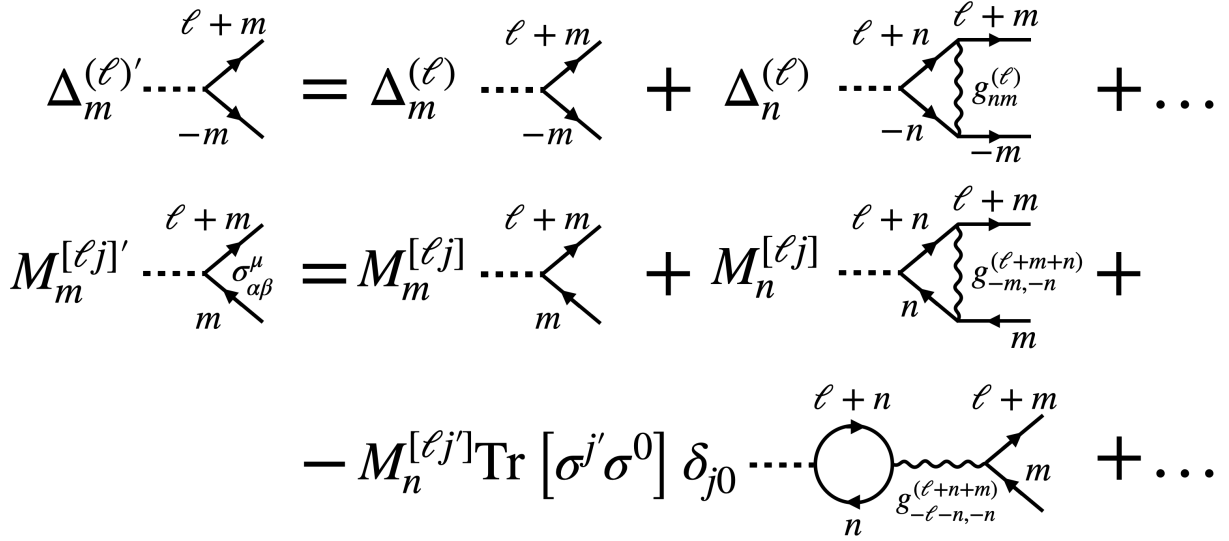 ℓ + m ℓ + m ℓ + n ℓ + m
Δ_m^{(ℓ)′} = Δ_m^{(ℓ)} + Δ_n^{(ℓ)} g_{nm}^{(ℓ)} + …
−m −m −n −m
ℓ + m ℓ + m ℓ + n ℓ + m
M_m^{[ℓj]′} σ_{αβ}^μ = M_m^{[ℓj]} + M_n^{[ℓj]} g_{−m,−n}^{(ℓ+m+n)} +
m m n m
ℓ + n ℓ + m
− M_n^{[ℓj′]} Tr [σ^{j′} σ^0] δ_{j0} g_{−ℓ−n,−n}^{(ℓ+n+m)} m + …
n